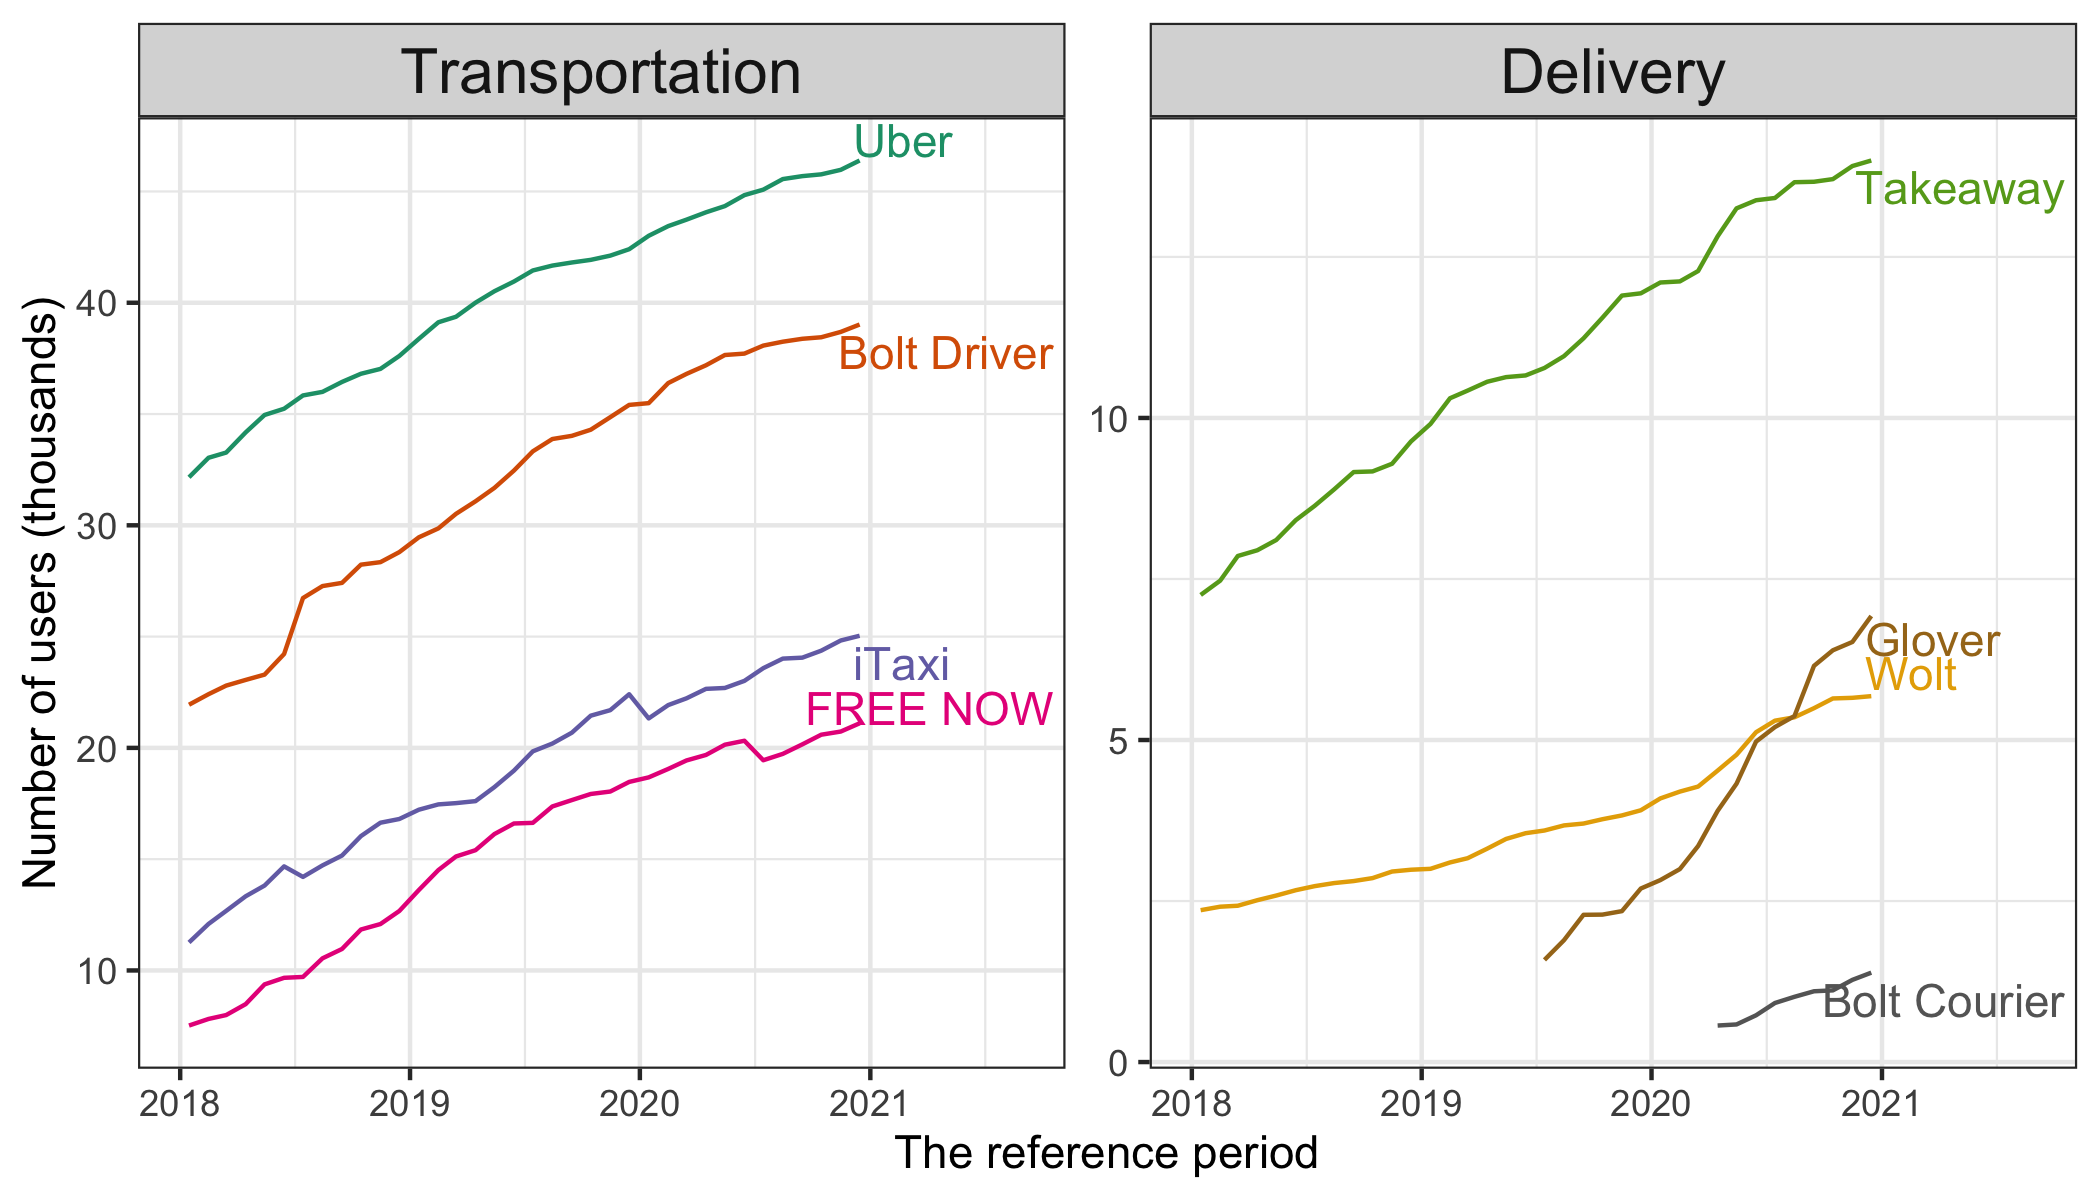 Transportation
Delivery
Number of users (thousands)
40
30
20
10
Uber
Bolt Driver
iTaxi
FREE NOW
2018
2019
2020
2021
10
5
0
Takeaway
Glover
Wolt
Bolt Courier
2018
2019
2020
2021
The reference period